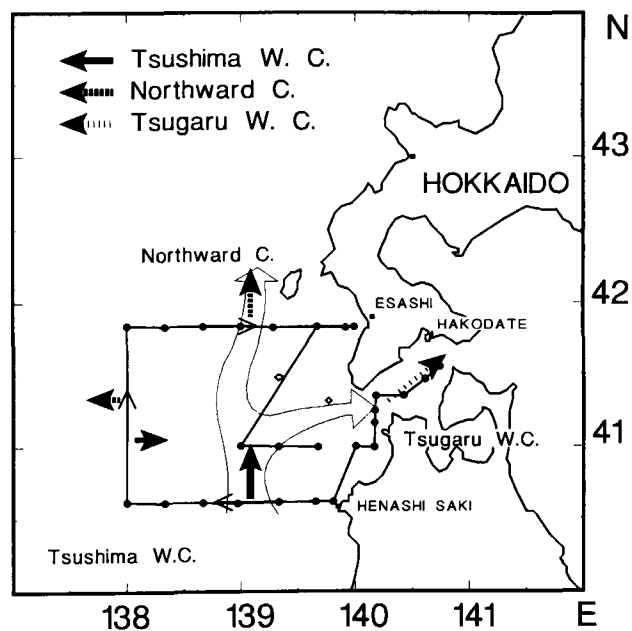 N
Tsushima W. C.
Northward C.
Tsugaru W. C.
43
HOKKAIDO
Northward C.
42
ESASHI
HAKODATE
Tsugaru W.C.
41
HENASHI SAKI
Tsushima W.C.
138 139 140 141 E